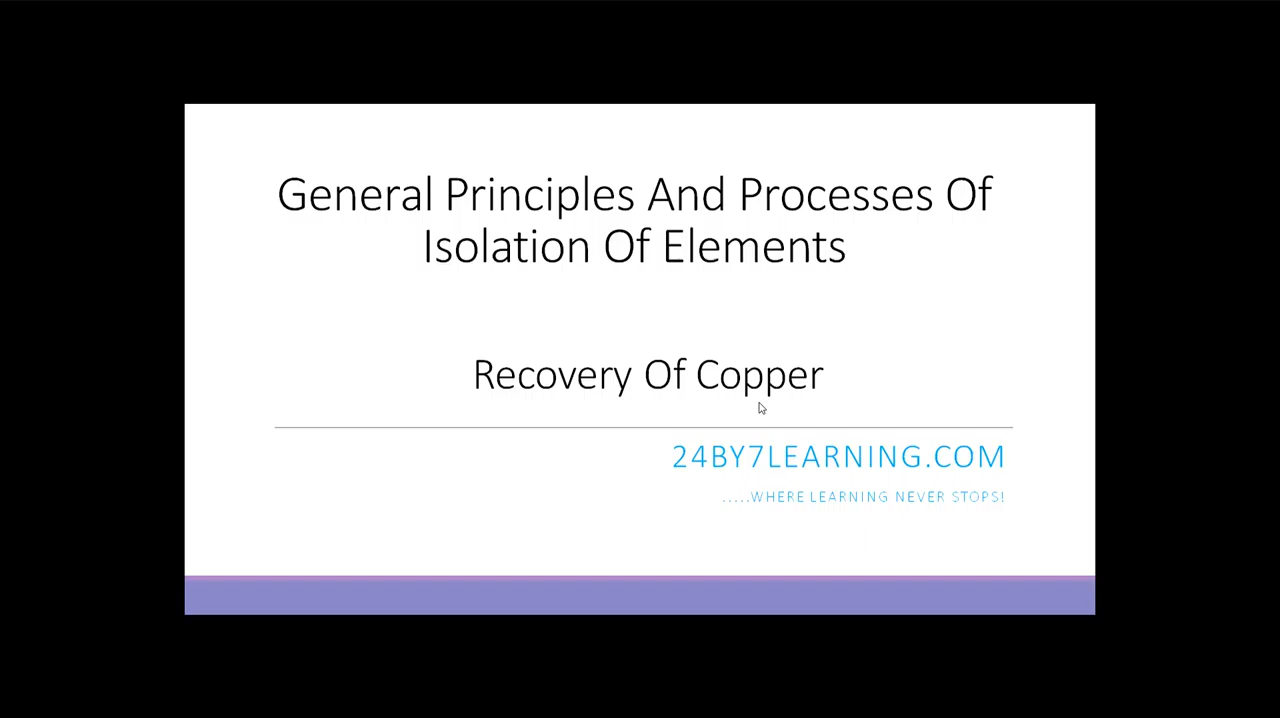 General Principles And Processes Of
Isolation Of Elements
Recovery Of Copper
24BY7LEARNING.COM
.....WHERE LEARNING NEVER STOPS!